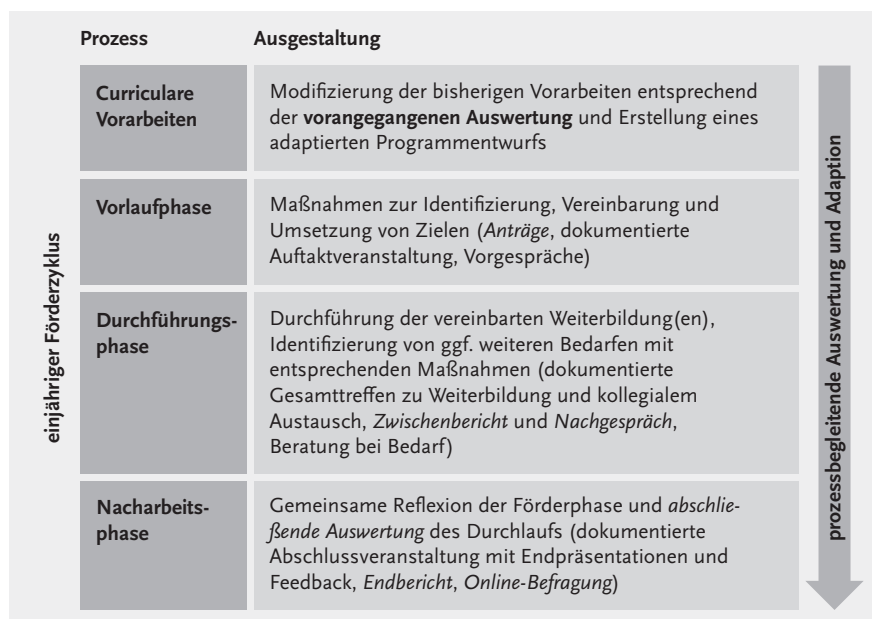 Prozess
Ausgestaltung
Curriculare
Vorarbeiten
Modifizierung der bisherigen Vorarbeiten entsprechend
der vorangegangenen Auswertung und Erstellung eines
adaptierten Programmentwurfs
Vorlaufphase
Maßnahmen zur Identifizierung, Vereinbarung und
Umsetzung von Zielen (Anträge, dokumentierte
Auftaktveranstaltung, Vorgespräche)
Durchführungs-
phase
Durchführung der vereinbarten Weiterbildung(en),
Identifizierung von ggf. weiteren Bedarfen mit
entsprechenden Maßnahmen (dokumentierte
Gesamttreffen zu Weiterbildung und kollegialem
Austausch, Zwischenbericht und Nachgespräch,
Beratung bei Bedarf)
Nacharbeits-
phase
Gemeinsame Reflexion der Förderphase und abschlie-
ßende Auswertung des Durchlaufs (dokumentierte
Abschlussveranstaltung mit Endpräsentationen und
Feedback, Endbericht, Online-Befragung)
einjähriger Förderzyklus
prozessbegleitende Auswertung und Adaption